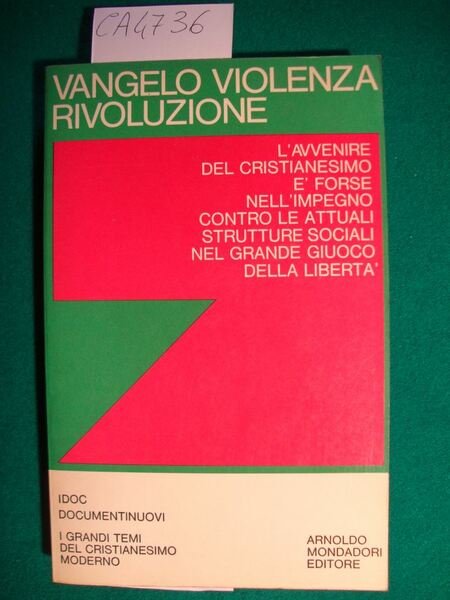 CA4736
VANGELO VIOLENZA
RIVOLUZIONE
L'AVVENIRE
DEL CRISTIANESIMO
E' FORSE
NELL'IMPEGNO
CONTRO LE ATTUALI
STRUTTURE SOCIALI
NEL GRANDE GIUOCO
DELLA LIBERTA'
IDOC
DOCUMENTINUOVI
I GRANDI TEMI
DEL CRISTIANESIMO
MODERNO
ARNOLDO
MONDADORI
EDITORE